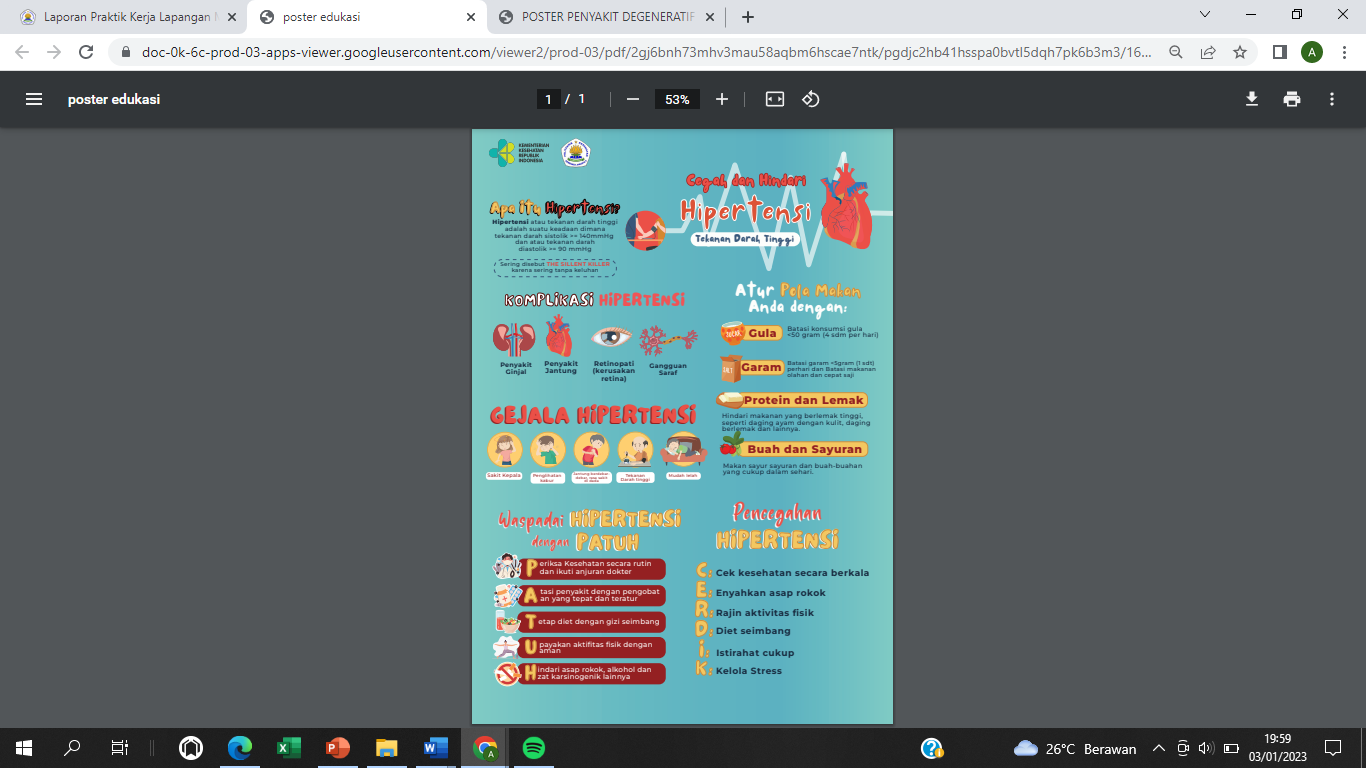 Laporan Praktik Kerja Lapangan
poster edukasi
POSTER PENYAKIT DEGENERATIF
doc-0k-6c-prod-03-apps-viewer.googleusercontent.com/viewer2/prod-03/pdf/2gj6bnh73mhv3mau58aqbm6hscae7ntk/pgdjc2hb41hsspa0bvtl5dqh7pk6b3m3/16...
A
poster edukasi
1 / 1
53%
KEMENTERIAN
KESEHATAN
REPUBLIK
INDONESIA
Cegah dan Hindari
Hipertensi
Tekanan Darah Tinggi
Apa itu Hipertensi?
Hipertensi atau tekanan darah tinggi
adalah suatu keadaan dimana
tekanan darah sistolik >= 140mmHg
dan atau tekanan darah
diastolik >= 90 mmHg
Sering disebut THE SILLENT KILLER
karena sering tanpa keluhan
KOMPLIKASI HIPERTENSI
Penyakit
Ginjal
Penyakit
Jantung
Retinopati
(kerusakan
retina)
Gangguan
Saraf
GEJALA HIPERTENSI
Sakit Kepala
Penglihatan
kabur
Tekanan
Darah tinggi
Mudah lelah
Atur Pola Makan
Anda dengan:
Gula
Batasi konsumsi gula
<50 gram (4 sdm per hari)
SALT
Garam
Batasi garam <5gram (1 sdt)
perhari dan Batasi makanan
olahan dan cepat saji
Protein dan Lemak
Hindari makanan yang berlemak tinggi,
seperti daging ayam dengan kulit, daging
berlemak dan lainnya.
Buah dan Sayuran
Makan sayur sayuran dan buah-buahan
yang cukup dalam sehari.
Waspadai HIPERTENSI
dengan PATUH
Periksa Kesehatan secara rutin
dan ikuti anjuran dokter
Atasi penyakit dengan pengobat
an yang tepat dan teratur
Tetap diet dengan gizi seimbang
Upayakan aktifitas fisik dengan
aman
Hindari asap rokok, alkohol dan
zat karsinogenik lainnya
Pencegahan
HIPERTENSI
C : Cek kesehatan secara berkala
E : Enyahkan asap rokok
R : Rajin aktivitas fisik
D : Diet seimbang
I : Istirahat cukup
K : Kelola Stress
26°C Berawan
19:59
03/01/2023